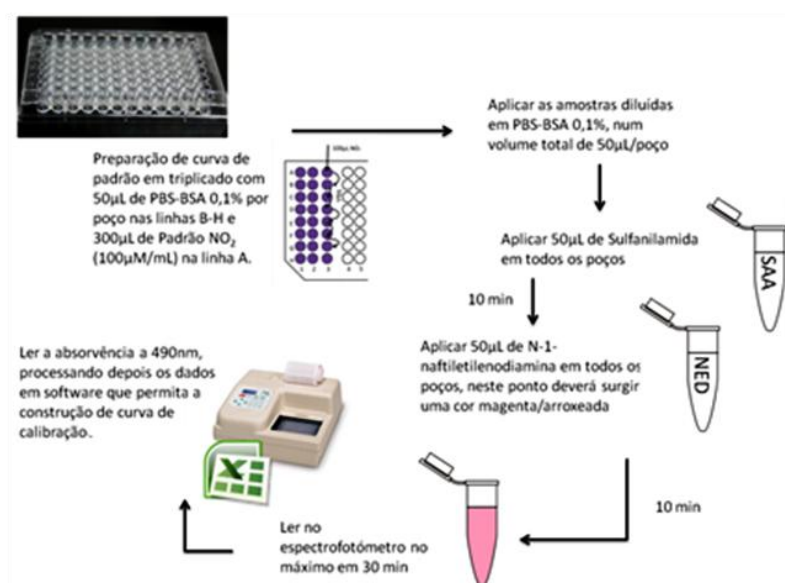 Preparação de curva de
padrão em triplicado com
50µL de PBS-BSA 0,1% por
poço nas linhas B-H e
300µL de Padrão NO₂
(100µM/mL) na linha A.
A
B
C
D
E
F
G
H
1 2 3 4 5
Aplicar as amostras diluídas
em PBS-BSA 0,1%, num
volume total de 50µL/poço
Aplicar 50µL de Sulfanilamida
em todos os poços
SAA
10 min
Aplicar 50µL de N-1-
naftiletilenodiamina em todos os
poços, neste ponto deverá surgir
uma cor magenta/arroxeada
NED
10 min
Ler no
espectrofotómetro no
máximo em 30 min
Ler a absorvência a 490nm,
processando depois os dados
em software que permita a
construção de curva de
calibração.